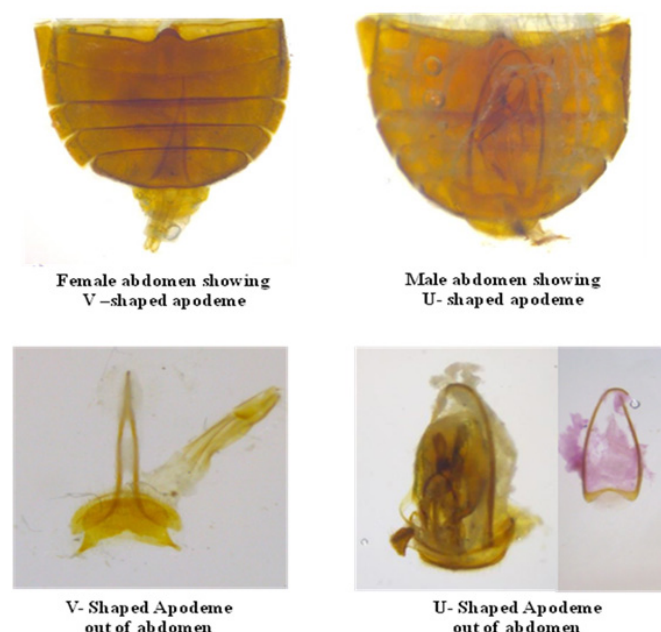 Female abdomen showing
V –shaped apodeme
Male abdomen showing
U- shaped apodeme
V- Shaped Apodeme
out of abdomen
U- Shaped Apodeme
out of abdomen